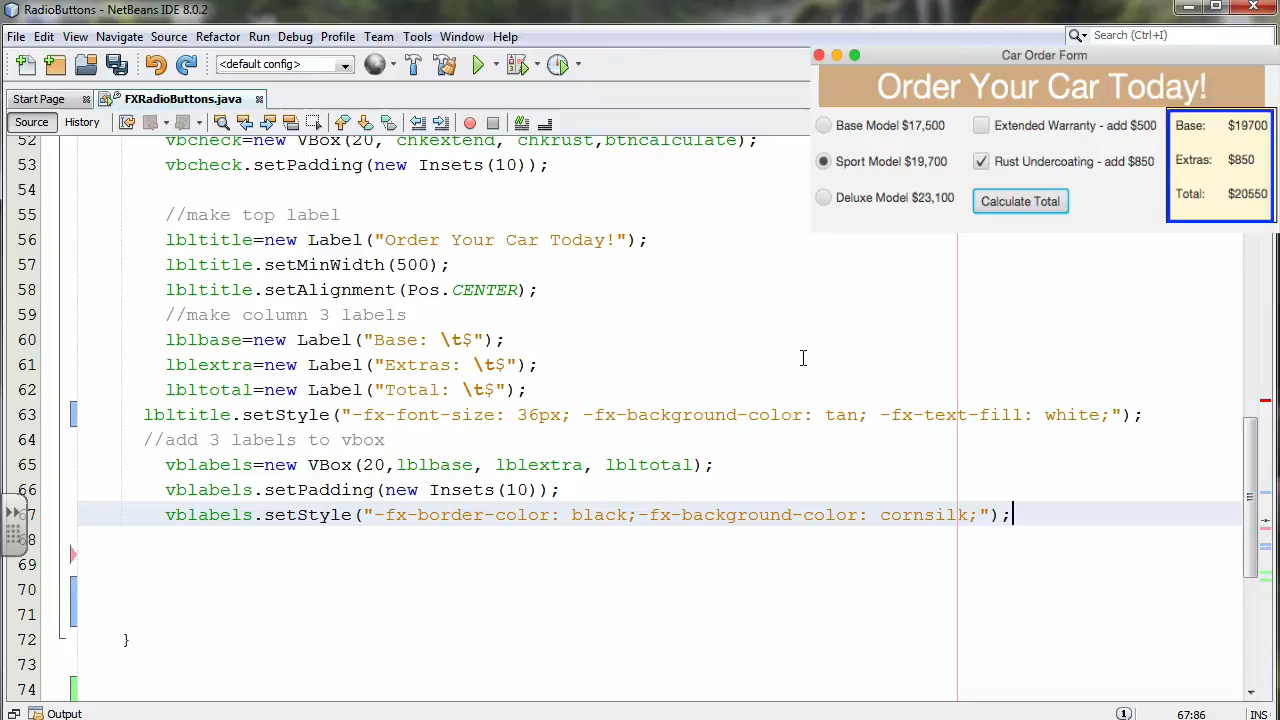 RadioButtons - NetBeans IDE 8.0.2
File Edit View Navigate Source Refactor Run Debug Profile Team Tools Window Help
Search (Ctrl+I)
<default config>
Start Page FXRadioButtons.java
Source History
Car Order Form
Order Your Car Today!
Base Model $17,500 Extended Warranty - add $500 Base: $19700
Sport Model $19,700 Rust Undercoating - add $850 Extras: $850
Deluxe Model $23,100 Calculate Total Total: $20550
52 vbcheck=new VBox(20, chkextend, chkrust,btncalculate);
53 vbcheck.setPadding(new Insets(10));
54
55 //make top label
56 lbltitle=new Label("Order Your Car Today!");
57 lbltitle.setMinWidth(500);
58 lbltitle.setAlignment(Pos.CENTER);
59 //make column 3 labels
60 lblbase=new Label("Base: \t$");
61 lblextra=new Label("Extras: \t$");
62 lbltotal=new Label("Total: \t$");
63 lbltitle.setStyle("-fx-font-size: 36px; -fx-background-color: tan; -fx-text-fill: white;");
64 //add 3 labels to vbox
65 vblabels=new VBox(20,lblbase, lblextra, lbltotal);
66 vblabels.setPadding(new Insets(10));
67 vblabels.setStyle("-fx-border-color: black;-fx-background-color: cornsilk;");
68
69
70
71
72 }
73
74
Output 1 67:86 INS